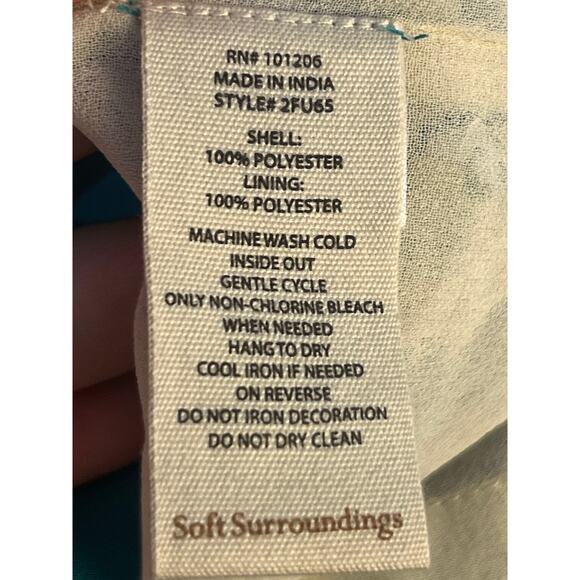 RN# 101206
MADE IN INDIA
STYLE# 2FU65
SHELL:
100% POLYESTER
LINING:
100% POLYESTER
MACHINE WASH COLD
INSIDE OUT
GENTLE CYCLE
ONLY NON-CHLORINE BLEACH
WHEN NEEDED
HANG TO DRY
COOL IRON IF NEEDED
ON REVERSE
DO NOT IRON DECORATION
DO NOT DRY CLEAN
Soft Surroundings